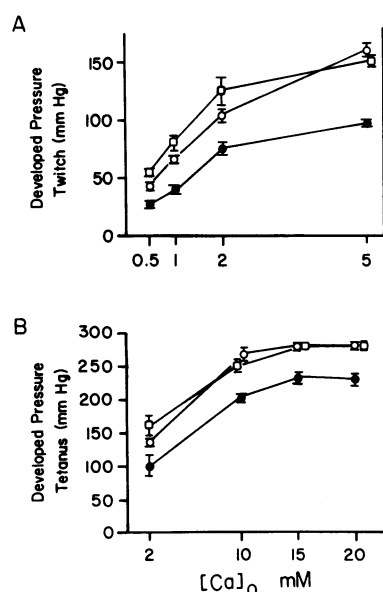 A
Developed Pressure
Twitch (mm Hg)
150
100
50
0
0.5 1 2 5
B
Developed Pressure
Tetanus (mm Hg)
300
250
200
150
100
50
0
2 10 15 20
[Ca]o mM